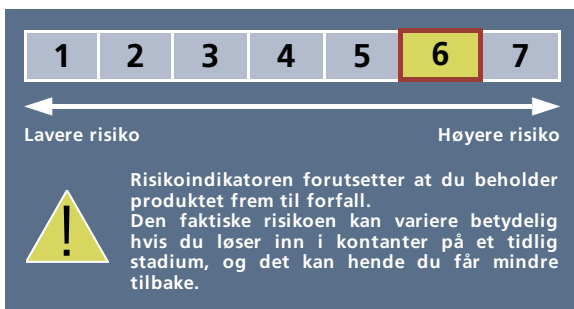 1 2 3 4 5 6 7
Lavere risiko Høyere risiko
Risikoindikatoren forutsetter at du beholder
produktet frem til forfall.
Den faktiske risikoen kan variere betydelig
hvis du løser inn i kontanter på et tidlig
stadium, og det kan hende du får mindre
tilbake.
!